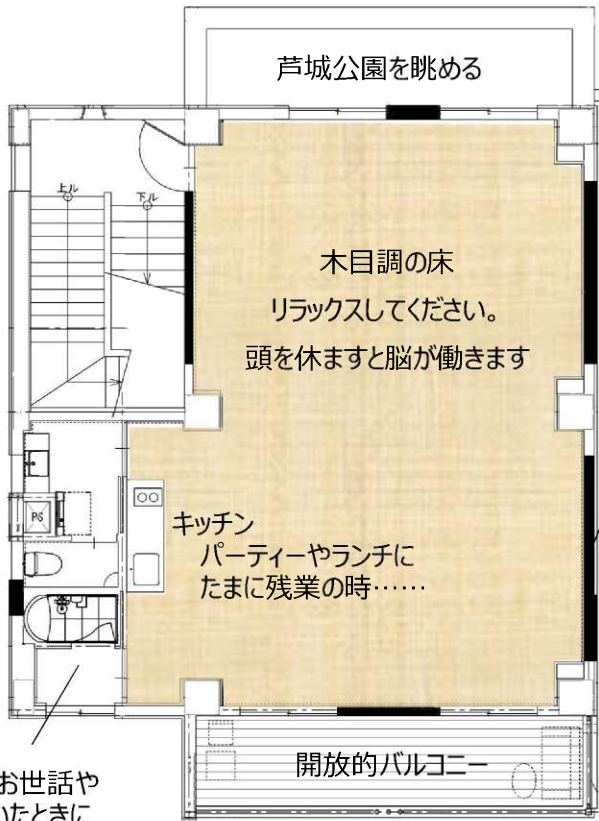 芦城公園を眺める
上ル
下ル
木目調の床
リラックスしてください。
頭を休ますと脳が働きます
PS
キッチン
パーティーやランチに
たまに残業の時……
開放的バルコニー
お世話や
いたときに